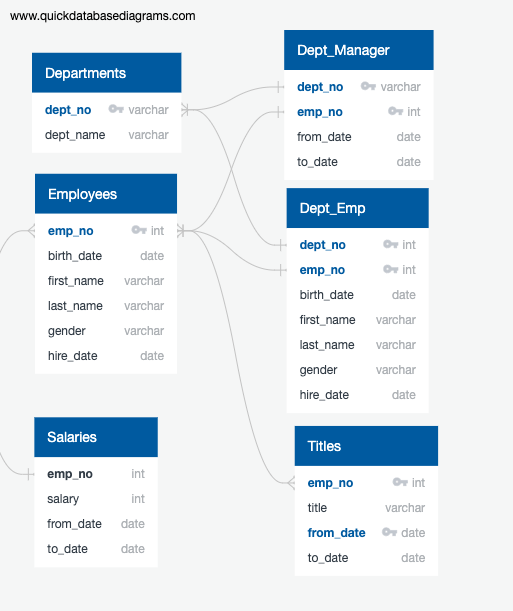 www.quickdatabasediagrams.com
Departments
dept_no varchar
dept_name varchar
Dept_Manager
dept_no varchar
emp_no int
from_date date
to_date date
Employees
emp_no int
birth_date date
first_name varchar
last_name varchar
gender varchar
hire_date date
Dept_Emp
dept_no int
emp_no int
birth_date date
first_name varchar
last_name varchar
gender varchar
hire_date date
Salaries
emp_no int
salary int
from_date date
to_date date
Titles
emp_no int
title varchar
from_date date
to_date date